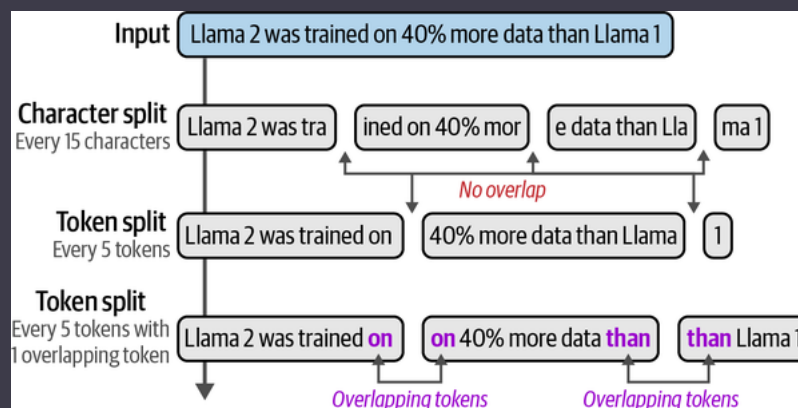 Input
Llama 2 was trained on 40% more data than Llama 1
Character split
Every 15 characters
Llama 2 was tra
ined on 40% mor
e data than Lla
ma 1
No overlap
Token split
Every 5 tokens
Llama 2 was trained on
40% more data than Llama
1
Token split
Every 5 tokens with
1 overlapping token
Llama 2 was trained on
on 40% more data than
than Llama 1
Overlapping tokens
Overlapping tokens